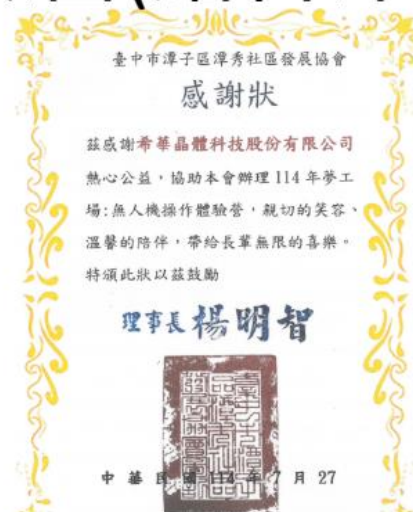 臺中市潭子區潭秀社區發展協會
感謝狀
茲感謝希華晶體科技股份有限公司
熱心公益，協助本會辦理114年夢工
場:無人機操作體驗營，親切的笑容、
溫馨的陪伴，帶給長輩無限的喜樂。
特頒此狀以茲鼓勵
理事長 楊明智
中華民國114年7月27